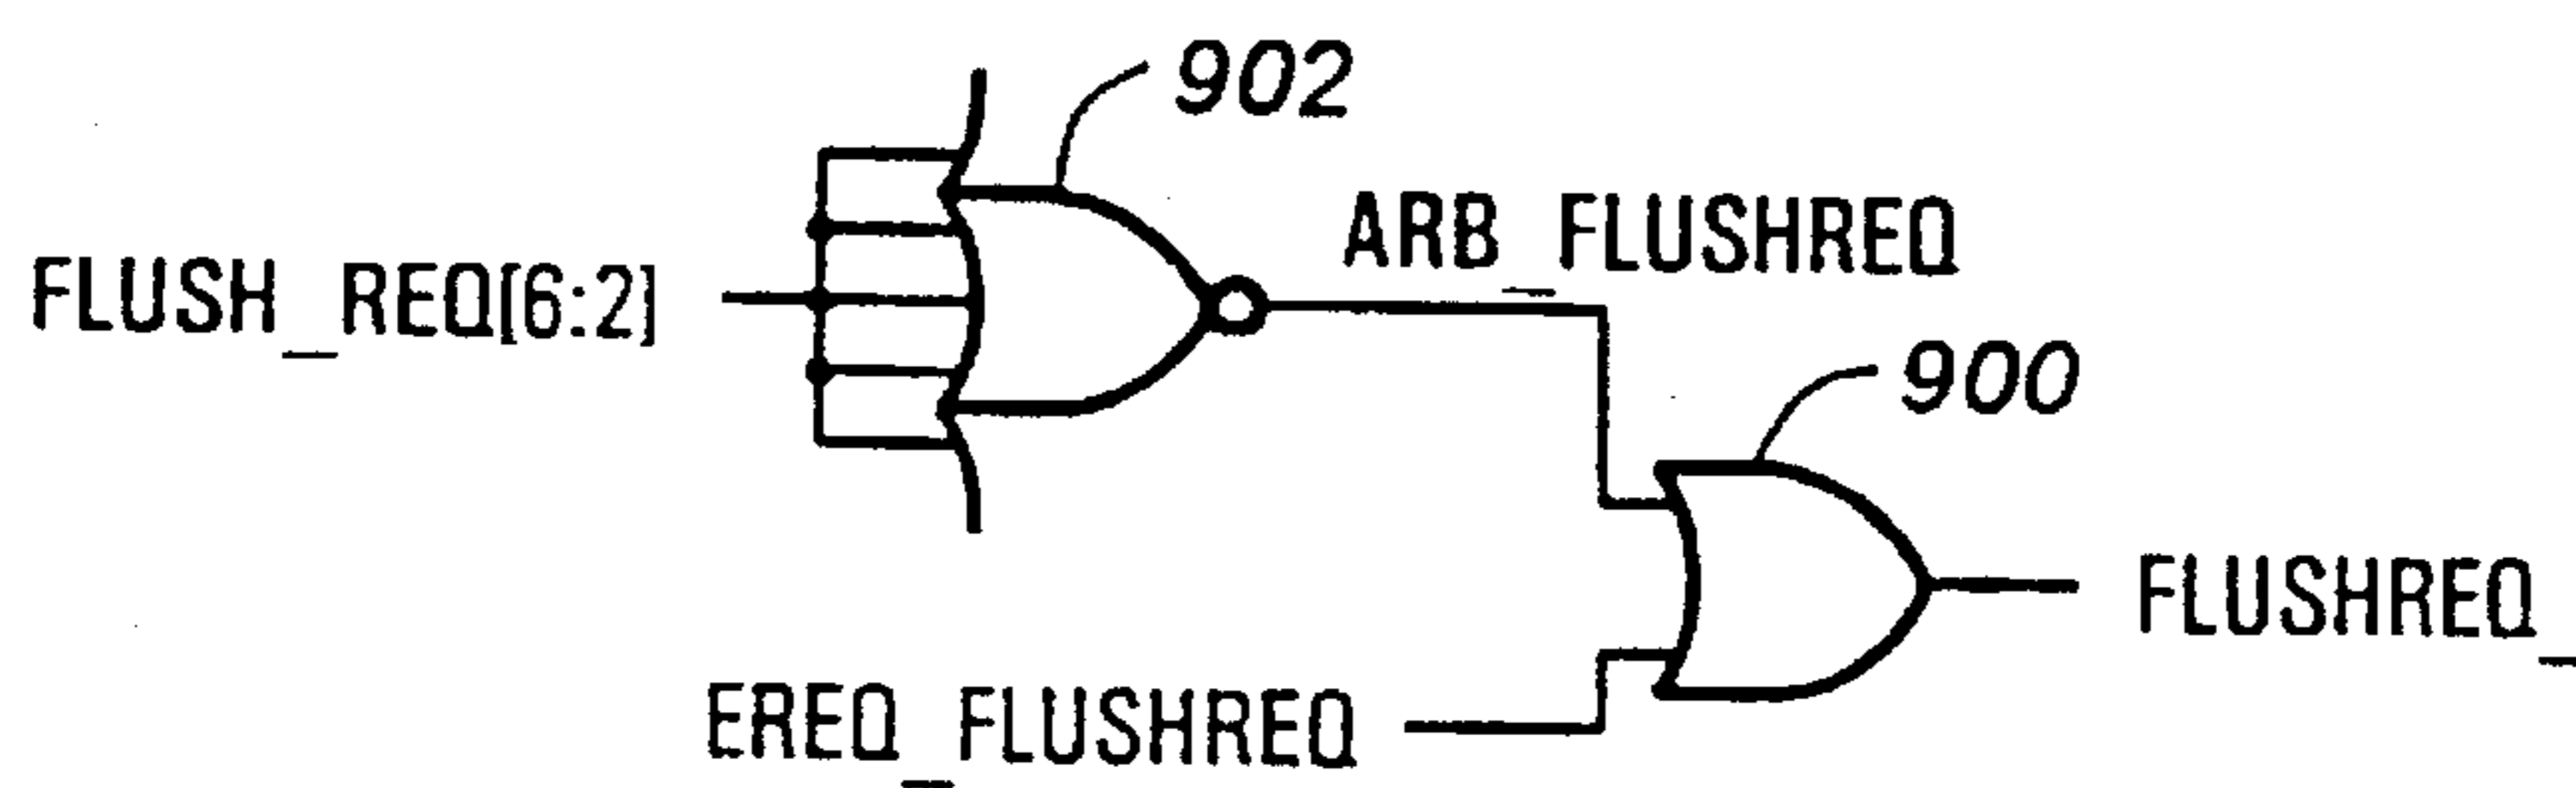 902
ARB_FLUSHREQ
FLUSH_REQ[6:2]
900
FLUSHREQ_
EREQ_FLUSHREQ